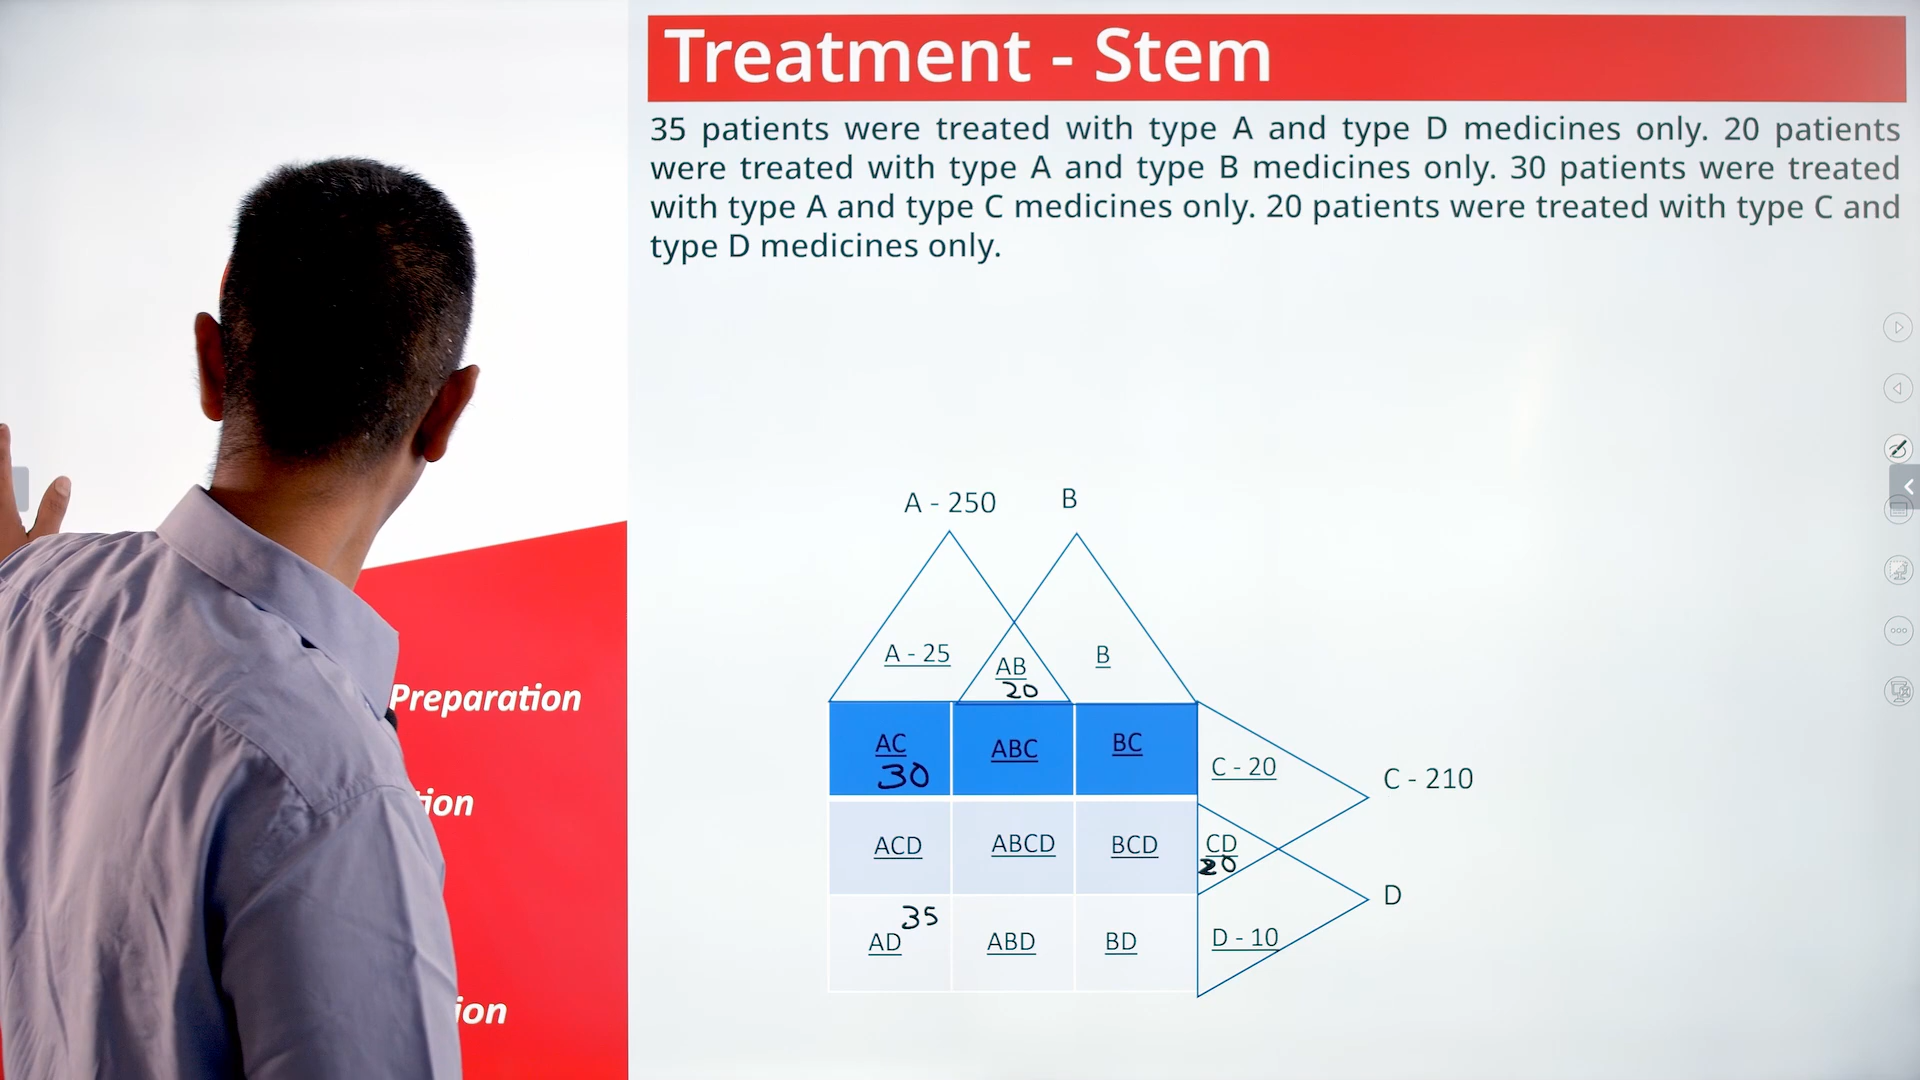 Treatment - Stem
35 patients were treated with type A and type D medicines only. 20 patients
were treated with type A and type B medicines only. 30 patients were treated
with type A and type C medicines only. 20 patients were treated with type C and
type D medicines only.
A - 250
B
A - 25
AB
20
B
AC
30
ABC
BC
C - 20
C - 210
ACD
ABCD
BCD
CD
20
D
AD
35
ABD
BD
D - 10
Preparation
tion
ion